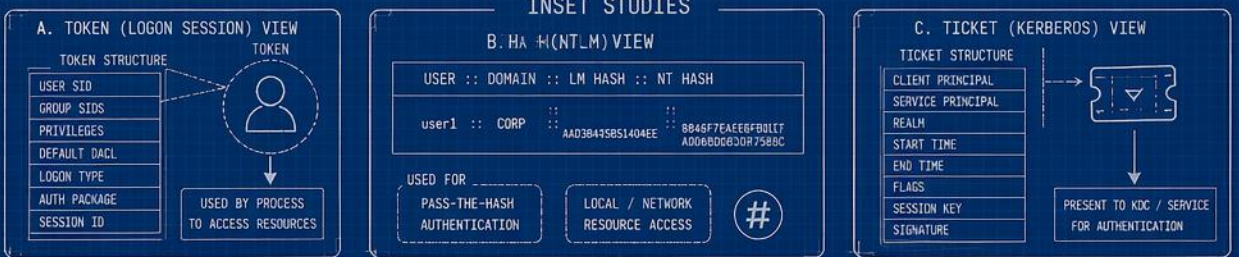 INSET STUDIES
A. TOKEN (LOGON SESSION) VIEW
TOKEN STRUCTURE
TOKEN
USER SID
GROUP SIDS
PRIVILEGES
DEFAULT DACL
LOGON TYPE
AUTH PACKAGE
SESSION ID
USED BY PROCESS
TO ACCESS RESOURCES
(NTLM) VIEW
USER :: DOMAIN :: LM HASH :: NT HASH
user1 :: CORP :: ::
USED FOR
PASS-THE-HASH
AUTHENTICATION
LOCAL / NETWORK
RESOURCE ACCESS
#
C. TICKET (KERBEROS) VIEW
TICKET STRUCTURE
CLIENT PRINCIPAL
SERVICE PRINCIPAL
REALM
START TIME
END TIME
FLAGS
SESSION KEY
SIGNATURE
PRESENT TO KDC / SERVICE
FOR AUTHENTICATION